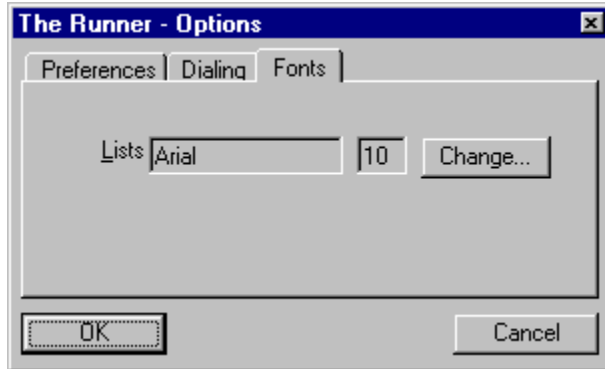 The Runner - Options
Preferences Dialing Fonts
Lists Arial 10 Change...
OK Cancel